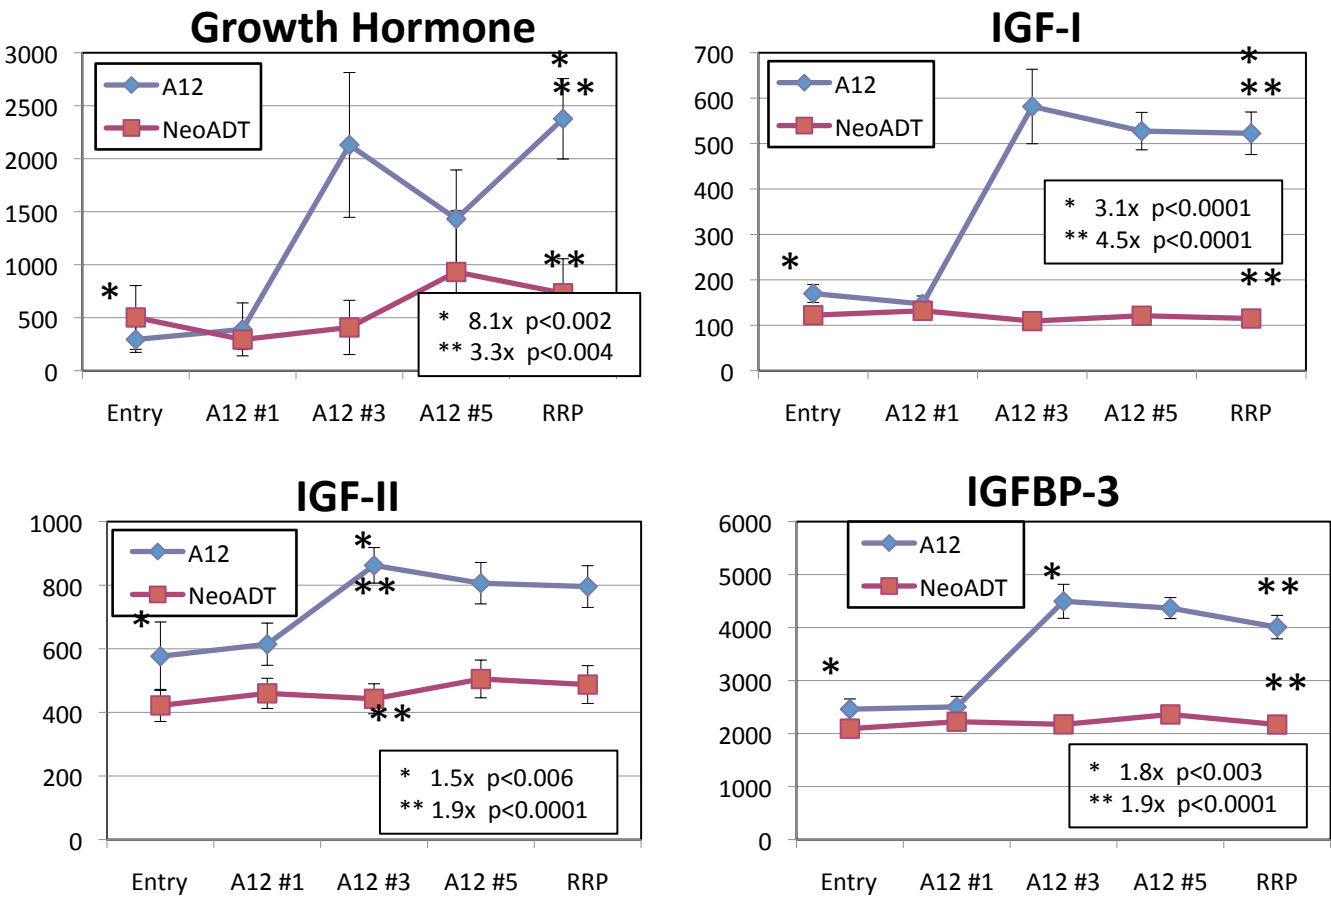 Growth Hormone
3000
2500
2000
1500
1000
500
0
A12
NeoADT
*
*
**
**
* 8.1x p<0.002
** 3.3x p<0.004
Entry A12 #1 A12 #3 A12 #5 RRP
IGF-I
700
600
500
400
300
200
100
0
A12
NeoADT
*
*
**
**
* 3.1x p<0.0001
** 4.5x p<0.0001
Entry A12 #1 A12 #3 A12 #5 RRP
IGF-II
1000
800
600
400
200
0
A12
NeoADT
*
*
**
**
* 1.5x p<0.006
** 1.9x p<0.0001
Entry A12 #1 A12 #3 A12 #5 RRP
IGFBP-3
6000
5000
4000
3000
2000
1000
0
A12
NeoADT
*
*
**
**
* 1.8x p<0.003
** 1.9x p<0.0001
Entry A12 #1 A12 #3 A12 #5 RRP